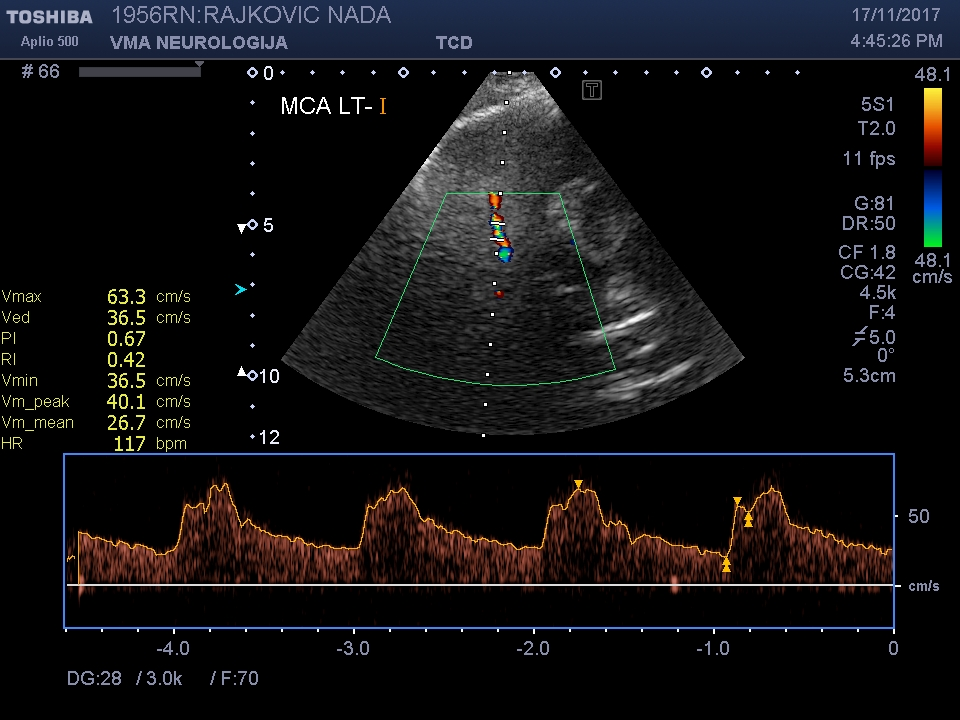 TOSHIBA 1956RN:RAJKOVIC NADA 17/11/2017
Aplio 500 VMA NEUROLOGIJA TCD 4:45:26 PM
# 66
0
T
48.1
MCA LT- I
5S1
T2.0
11 fps
G:81
DR:50
5
CF 1.8
48.1
CG:42
cm/s
4.5k
F:4
5.0
0°
10
5.3cm
12
Vmax 63.3 cm/s
Ved 36.5 cm/s
PI 0.67
RI 0.42
Vmin 36.5 cm/s
Vm_peak 40.1 cm/s
Vm_mean 26.7 cm/s
HR 117 bpm
50
cm/s
-4.0 -3.0 -2.0 -1.0 0
DG:28 / 3.0k / F:70